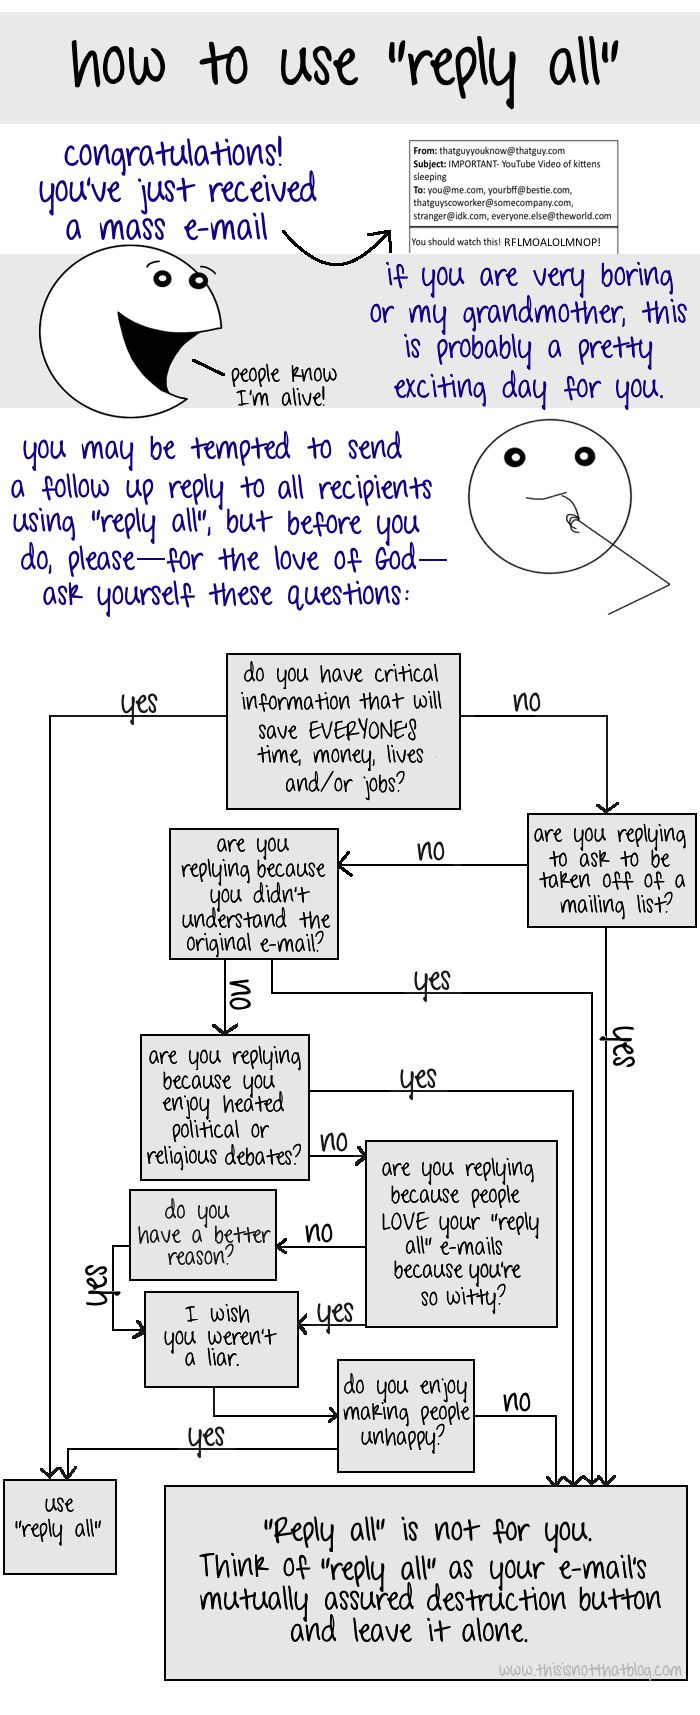 how to use "reply all"
congratulations!
you've just received
a mass e-mail
From: thatguyyouknow@thatguy.com
Subject: IMPORTANT- YouTube Video of kittens
sleeping
To: you@me.com, yourbff@bestie.com,
thatguyscoworker@somecompany.com,
stranger@idk.com, everyone.else@theworld.com
You should watch this! RFLMOALOLMNOP!
if you are very boring
or my grandmother, this
is probably a pretty
exciting day for you.
people know
I'm alive!
you may be tempted to send
a follow up reply to all recipients
using "reply all", but before you
do, please—for the love of God—
ask yourself these questions:
do you have critical
information that will
save EVERYONE'S
time, money, lives
and/or jobs?
yes
no
are you replying
to ask to be
taken off of a
mailing list?
no
yes
are you
replying because
you didn't
understand the
original e-mail?
no
yes
are you replying
because you
enjoy heated
political or
religious debates?
yes
no
are you replying
because people
LOVE your "reply
all" e-mails
because you're
so witty?
no
yes
do you
have a better
reason?
yes
I wish
you weren't
a liar.
do you enjoy
making people
unhappy?
yes
no
use
"reply all"
"Reply all" is not for you.
Think of "reply all" as your e-mail's
mutually assured destruction button
and leave it alone.
www.thisisnotthatblog.com